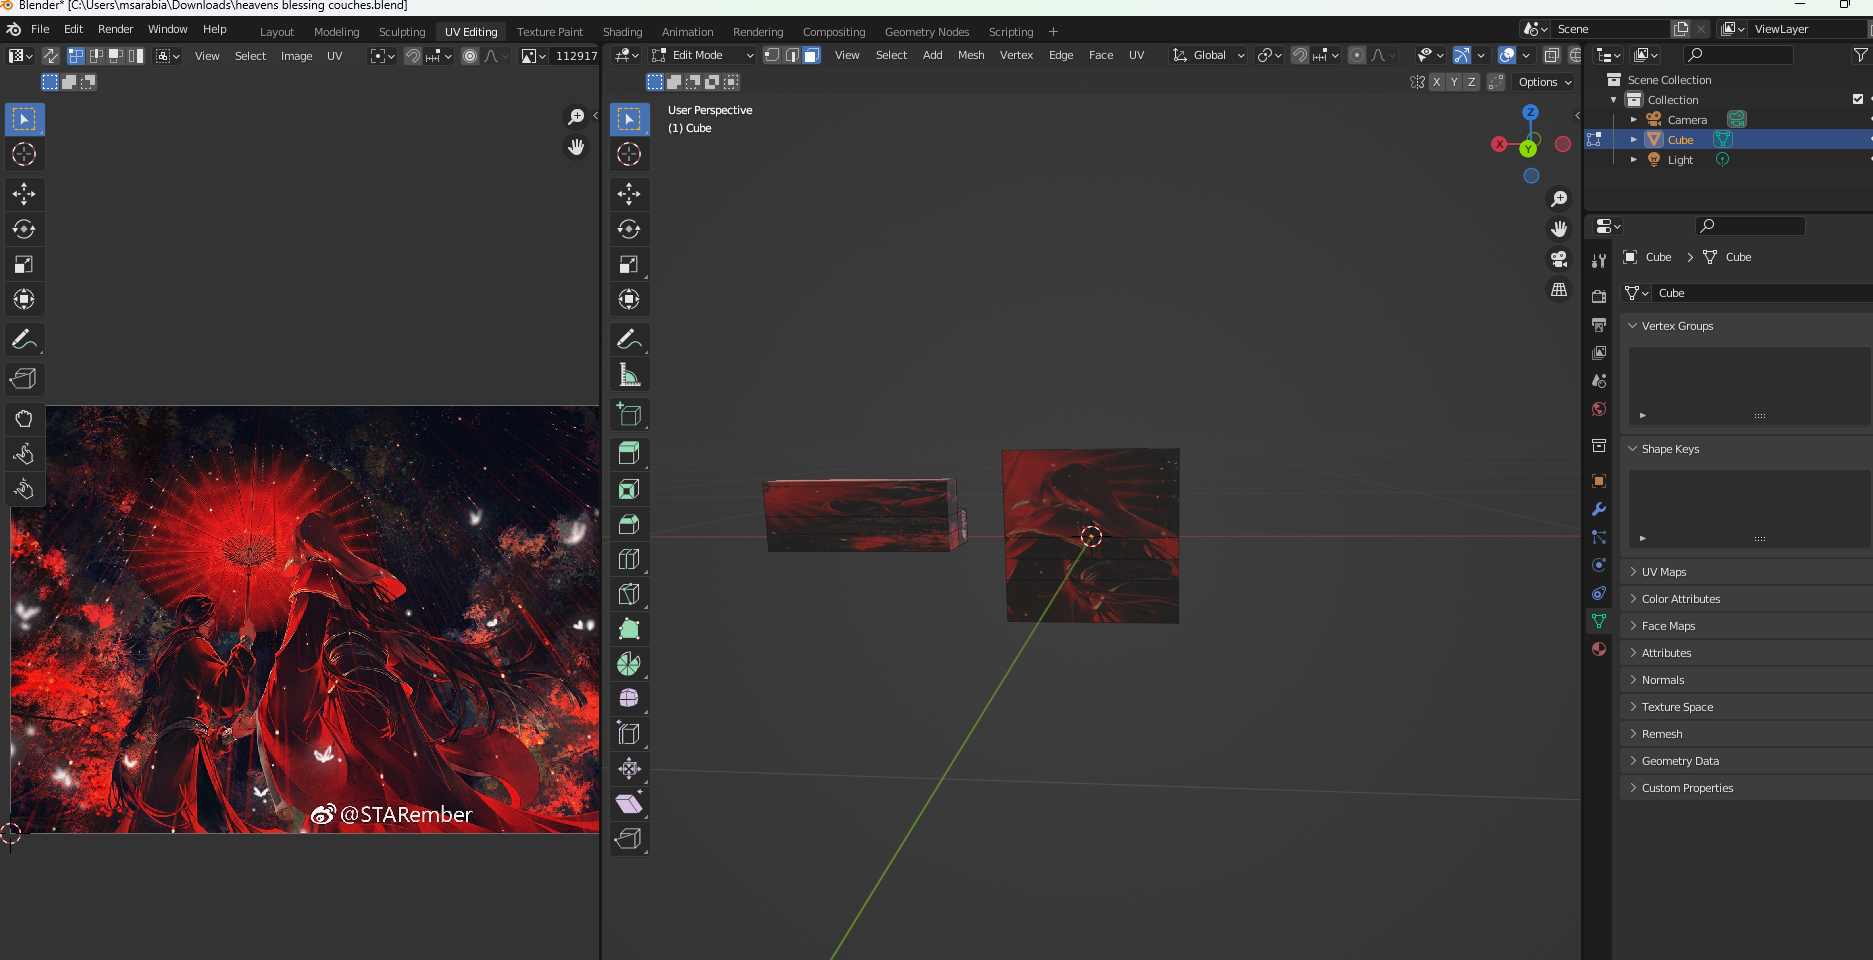 Blender* [C:\Users\msarabia\Downloads\heavens blessing couches.blend]
File Edit Render Window Help Layout Modeling Sculpting UV Editing Texture Paint Shading Animation Rendering Compositing Geometry Nodes Scripting + Scene ViewLayer
View Select Image UV 112917 Edit Mode View Select Add Mesh Vertex Edge Face UV Global
X Y Z Options
User Perspective
(1) Cube
Z
X
Y
@STARember
Scene Collection
Collection
Camera
Cube
Light
Cube > Cube
Cube
Vertex Groups
Shape Keys
UV Maps
Color Attributes
Face Maps
Attributes
Normals
Texture Space
Remesh
Geometry Data
Custom Properties